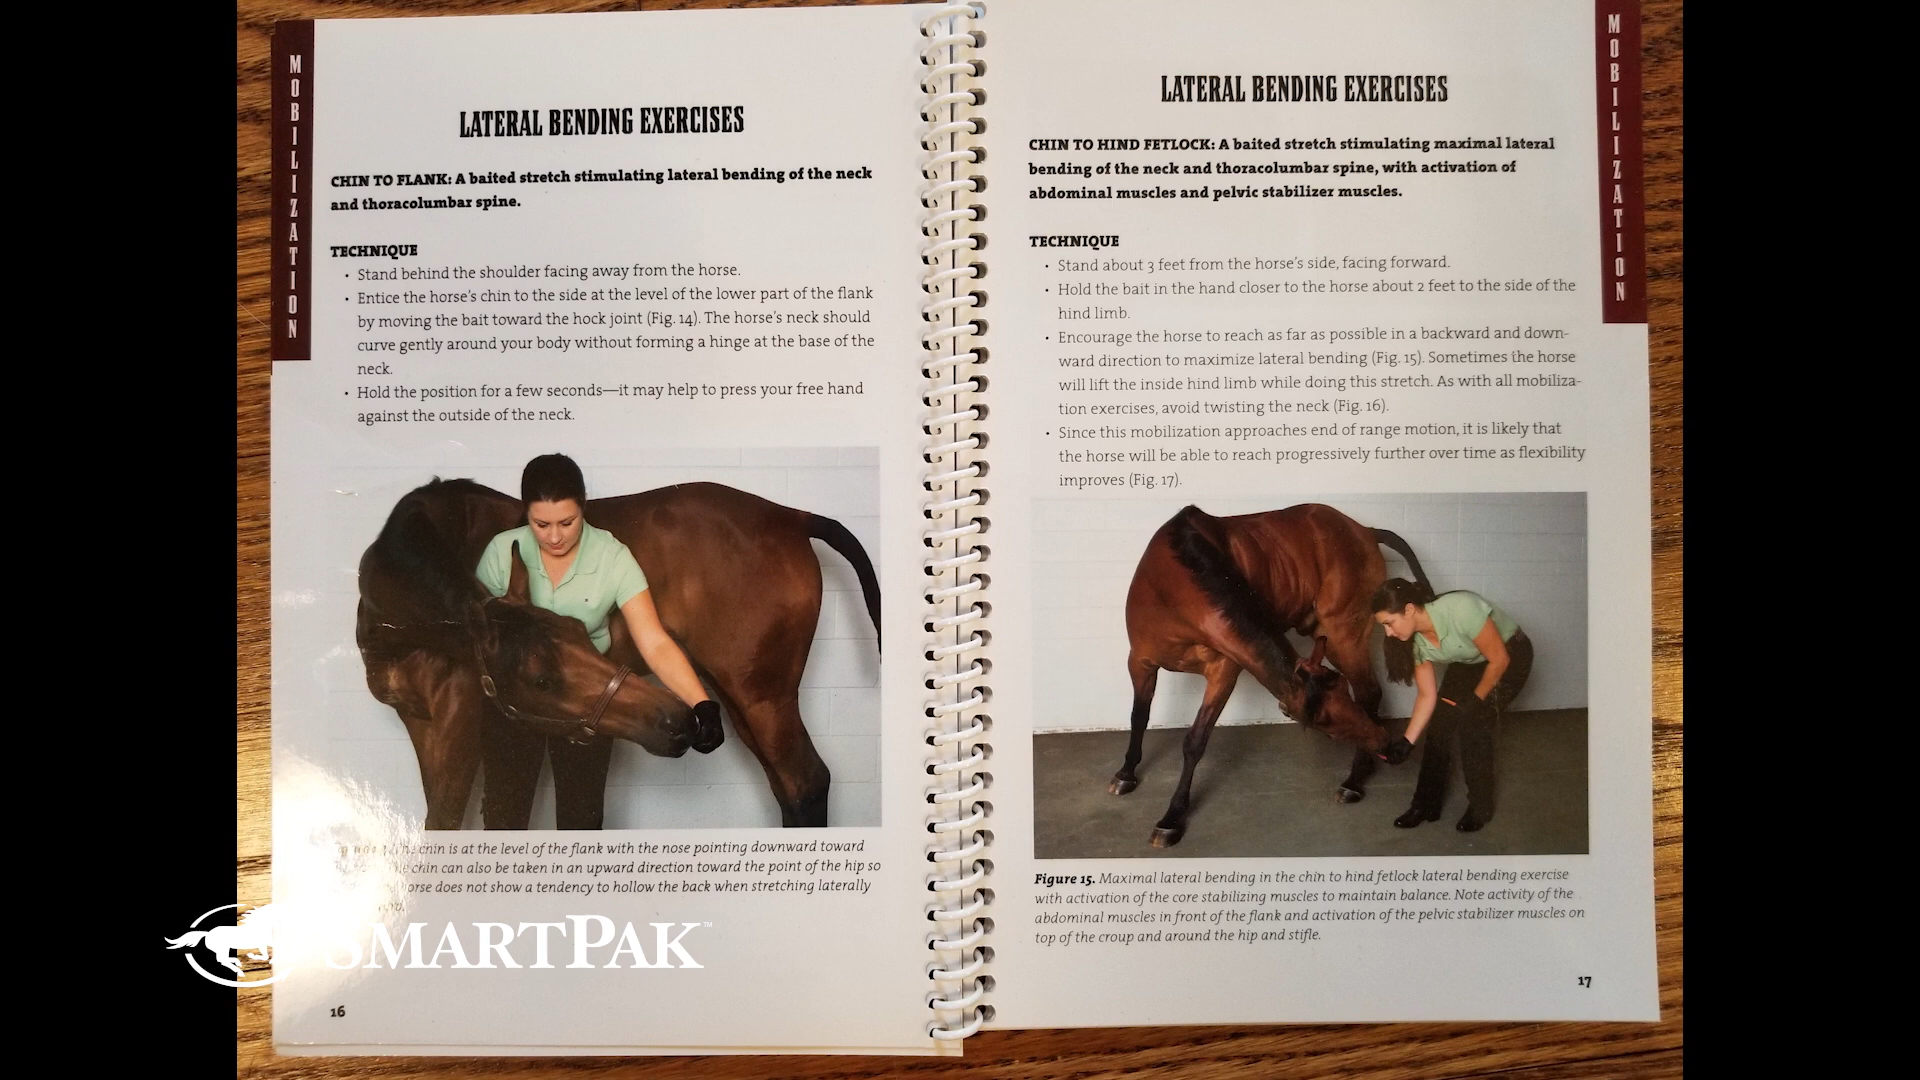 MOBILIZATION
LATERAL BENDING EXERCISES
CHIN TO FLANK: A baited stretch stimulating lateral bending of the neck
and thoracolumbar spine.
TECHNIQUE
• Stand behind the shoulder facing away from the horse.
• Entice the horse's chin to the side at the level of the lower part of the flank
by moving the bait toward the hock joint (Fig. 14). The horse's neck should
curve gently around your body without forming a hinge at the base of the
neck.
• Hold the position for a few seconds—it may help to press your free hand
against the outside of the neck.
chin is at the level of the flank with the nose pointing downward toward
chin can also be taken in an upward direction toward the point of the hip so
horse does not show a tendency to hollow the back when stretching laterally
SMARTPAK™
16
LATERAL BENDING EXERCISES
MOBILIZATION
CHIN TO HIND FETLOCK: A baited stretch stimulating maximal lateral
bending of the neck and thoracolumbar spine, with activation of
abdominal muscles and pelvic stabilizer muscles.
TECHNIQUE
• Stand about 3 feet from the horse's side, facing forward.
• Hold the bait in the hand closer to the horse about 2 feet to the side of the
hind limb.
• Encourage the horse to reach as far as possible in a backward and down-
ward direction to maximize lateral bending (Fig. 15). Sometimes the horse
will lift the inside hind limb while doing this stretch. As with all mobiliza-
tion exercises, avoid twisting the neck (Fig. 16).
• Since this mobilization approaches end of range motion, it is likely that
the horse will be able to reach progressively further over time as flexibility
improves (Fig. 17).
Figure 15. Maximal lateral bending in the chin to hind fetlock lateral bending exercise
with activation of the core stabilizing muscles to maintain balance. Note activity of the
abdominal muscles in front of the flank and activation of the pelvic stabilizer muscles on
top of the croup and around the hip and stifle.
17